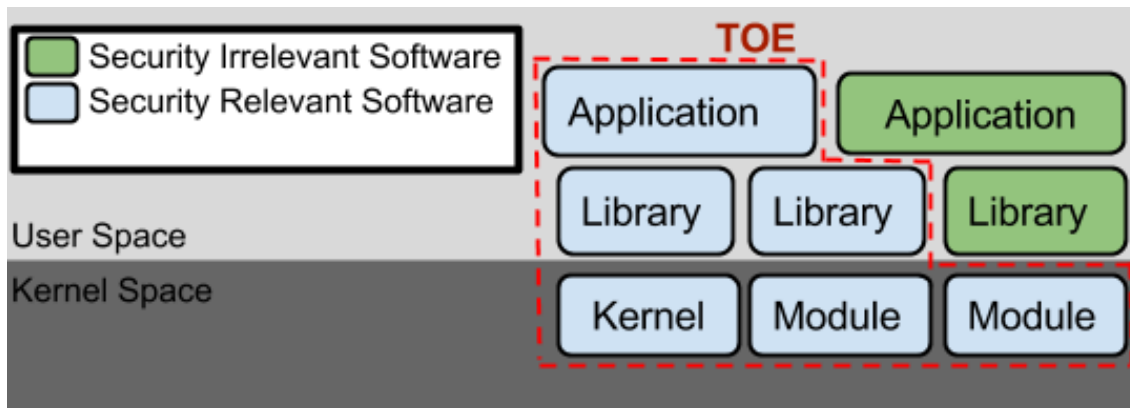 TOE
Security Irrelevant Software
Security Relevant Software
Application
Application
Library
Library
Library
User Space
Kernel Space
Kernel
Module
Module